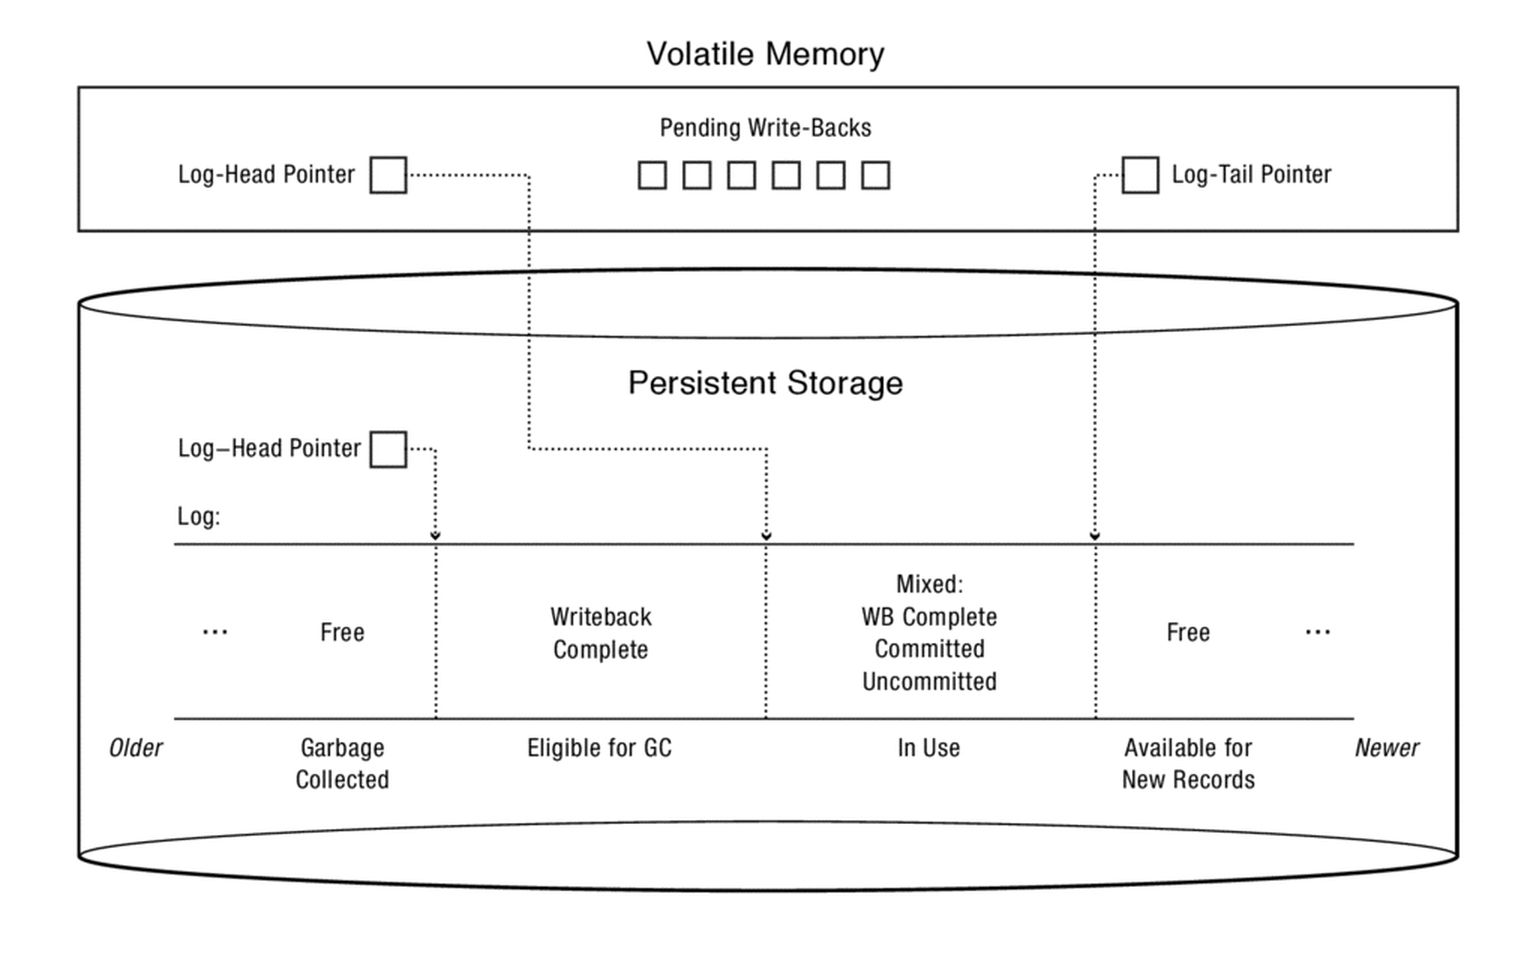 Volatile Memory
Pending Write-Backs
Log-Head Pointer
Log-Tail Pointer
Persistent Storage
Log–Head Pointer
Log:
... Free
Writeback
Complete
Mixed:
WB Complete
Committed
Uncommitted
Free ...
Older
Garbage
Collected
Eligible for GC
In Use
Available for
New Records
Newer